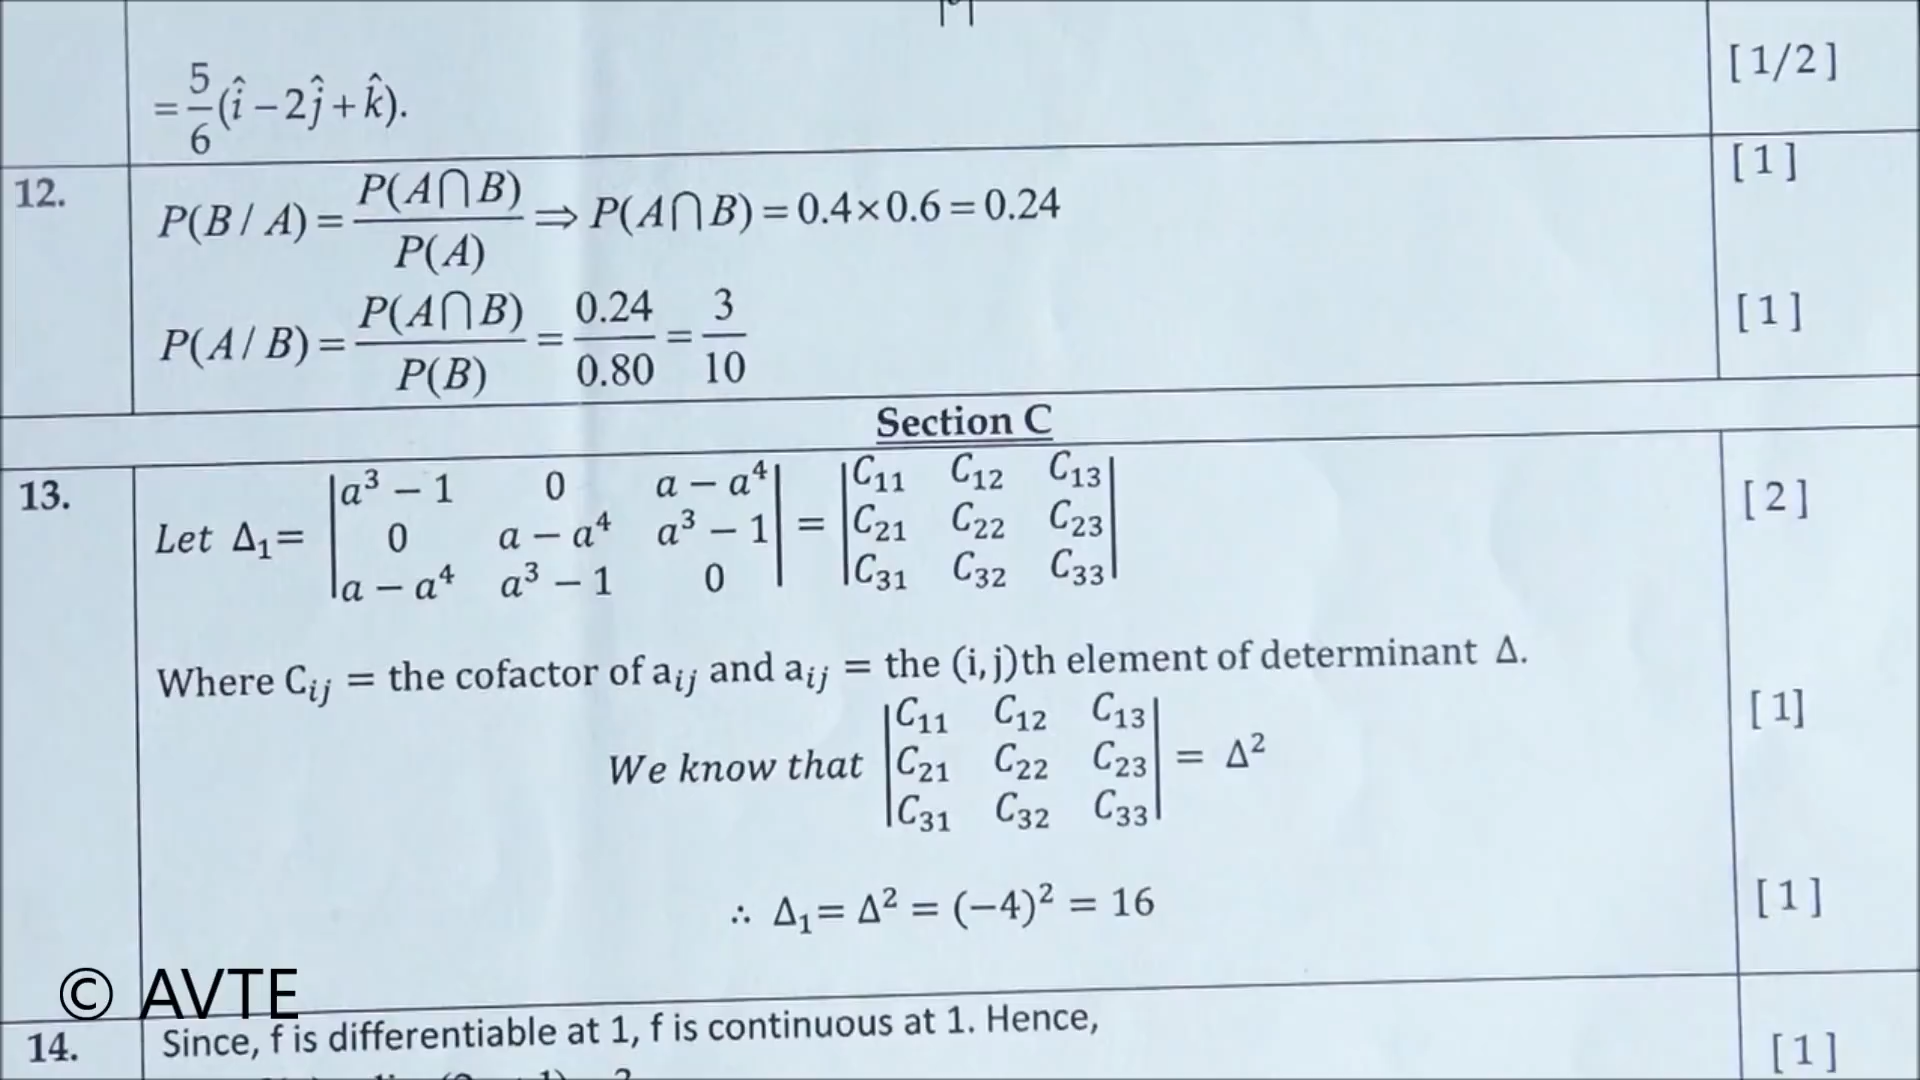 = 5/6 (î − 2ĵ + k̂). [1/2]
12. P(B / A) = P(A⋂B) / P(A) ⇒ P(A⋂B) = 0.4×0.6 = 0.24 [1]
P(A / B) = P(A⋂B) / P(B) = 0.24 / 0.80 = 3 / 10 [1]
Section C
13. Let Δ₁ = |a³ − 1 0 a − a⁴| = |C₁₁ C₁₂ C₁₃| [2]
|0 a − a⁴ a³ − 1| |C₂₁ C₂₂ C₂₃|
|a − a⁴ a³ − 1 0| |C₃₁ C₃₂ C₃₃|
Where Cᵢⱼ = the cofactor of aᵢⱼ and aᵢⱼ = the (i, j)th element of determinant Δ.
|C₁₁ C₁₂ C₁₃| [1]
We know that |C₂₁ C₂₂ C₂₃| = Δ²
|C₃₁ C₃₂ C₃₃|
∴ Δ₁ = Δ² = (−4)² = 16 [1]
© AVTE
14. Since, f is differentiable at 1, f is continuous at 1. Hence, [1]